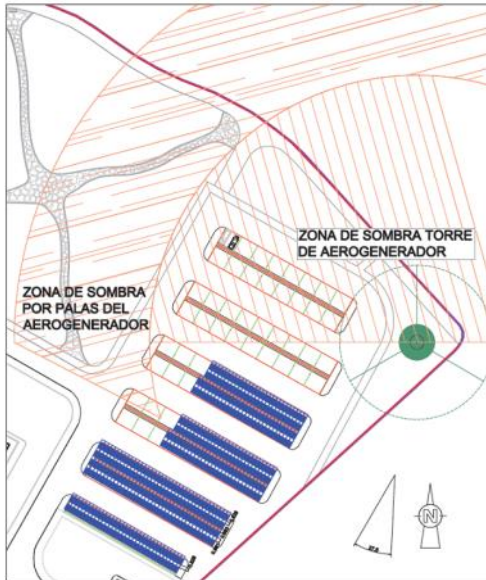 ZONA DE SOMBRA TORRE
DE AEROGENERADOR
ZONA DE SOMBRA
POR PALAS DEL
AEROGENERADOR
N